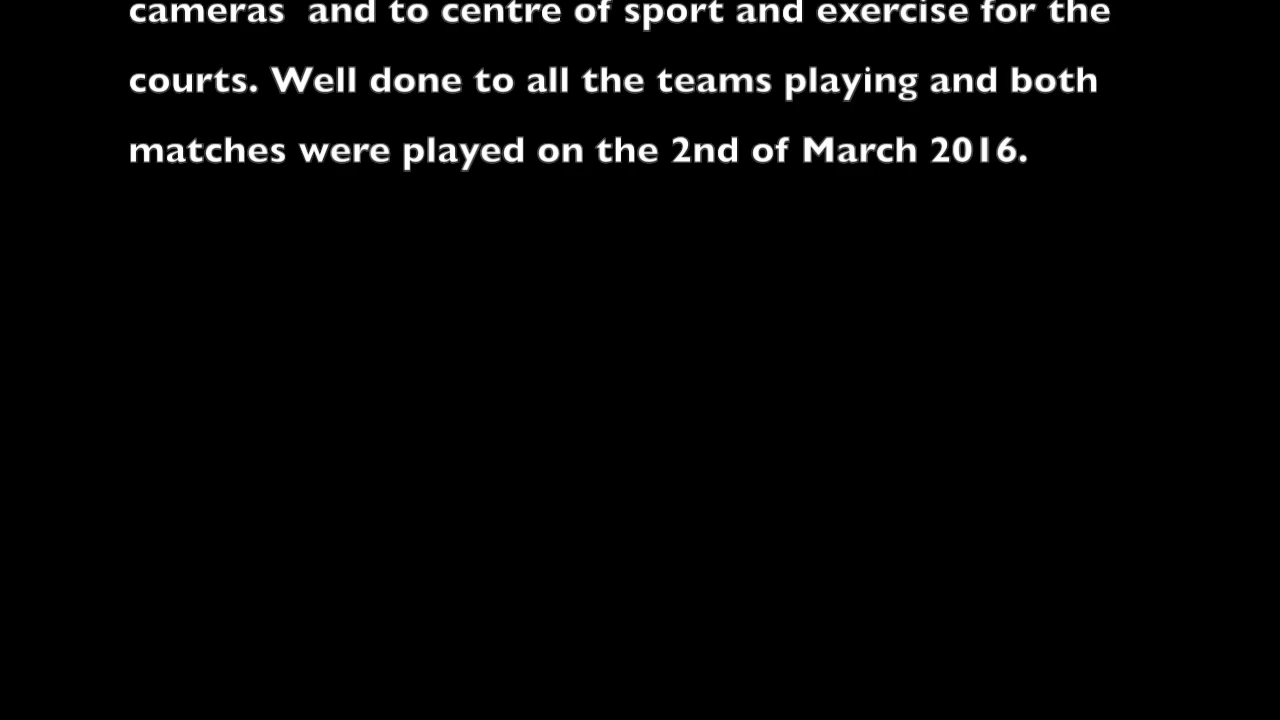 cameras  and to centre of sport and exercise for the
courts. Well done to all the teams playing and both
matches were played on the 2nd of March 2016.